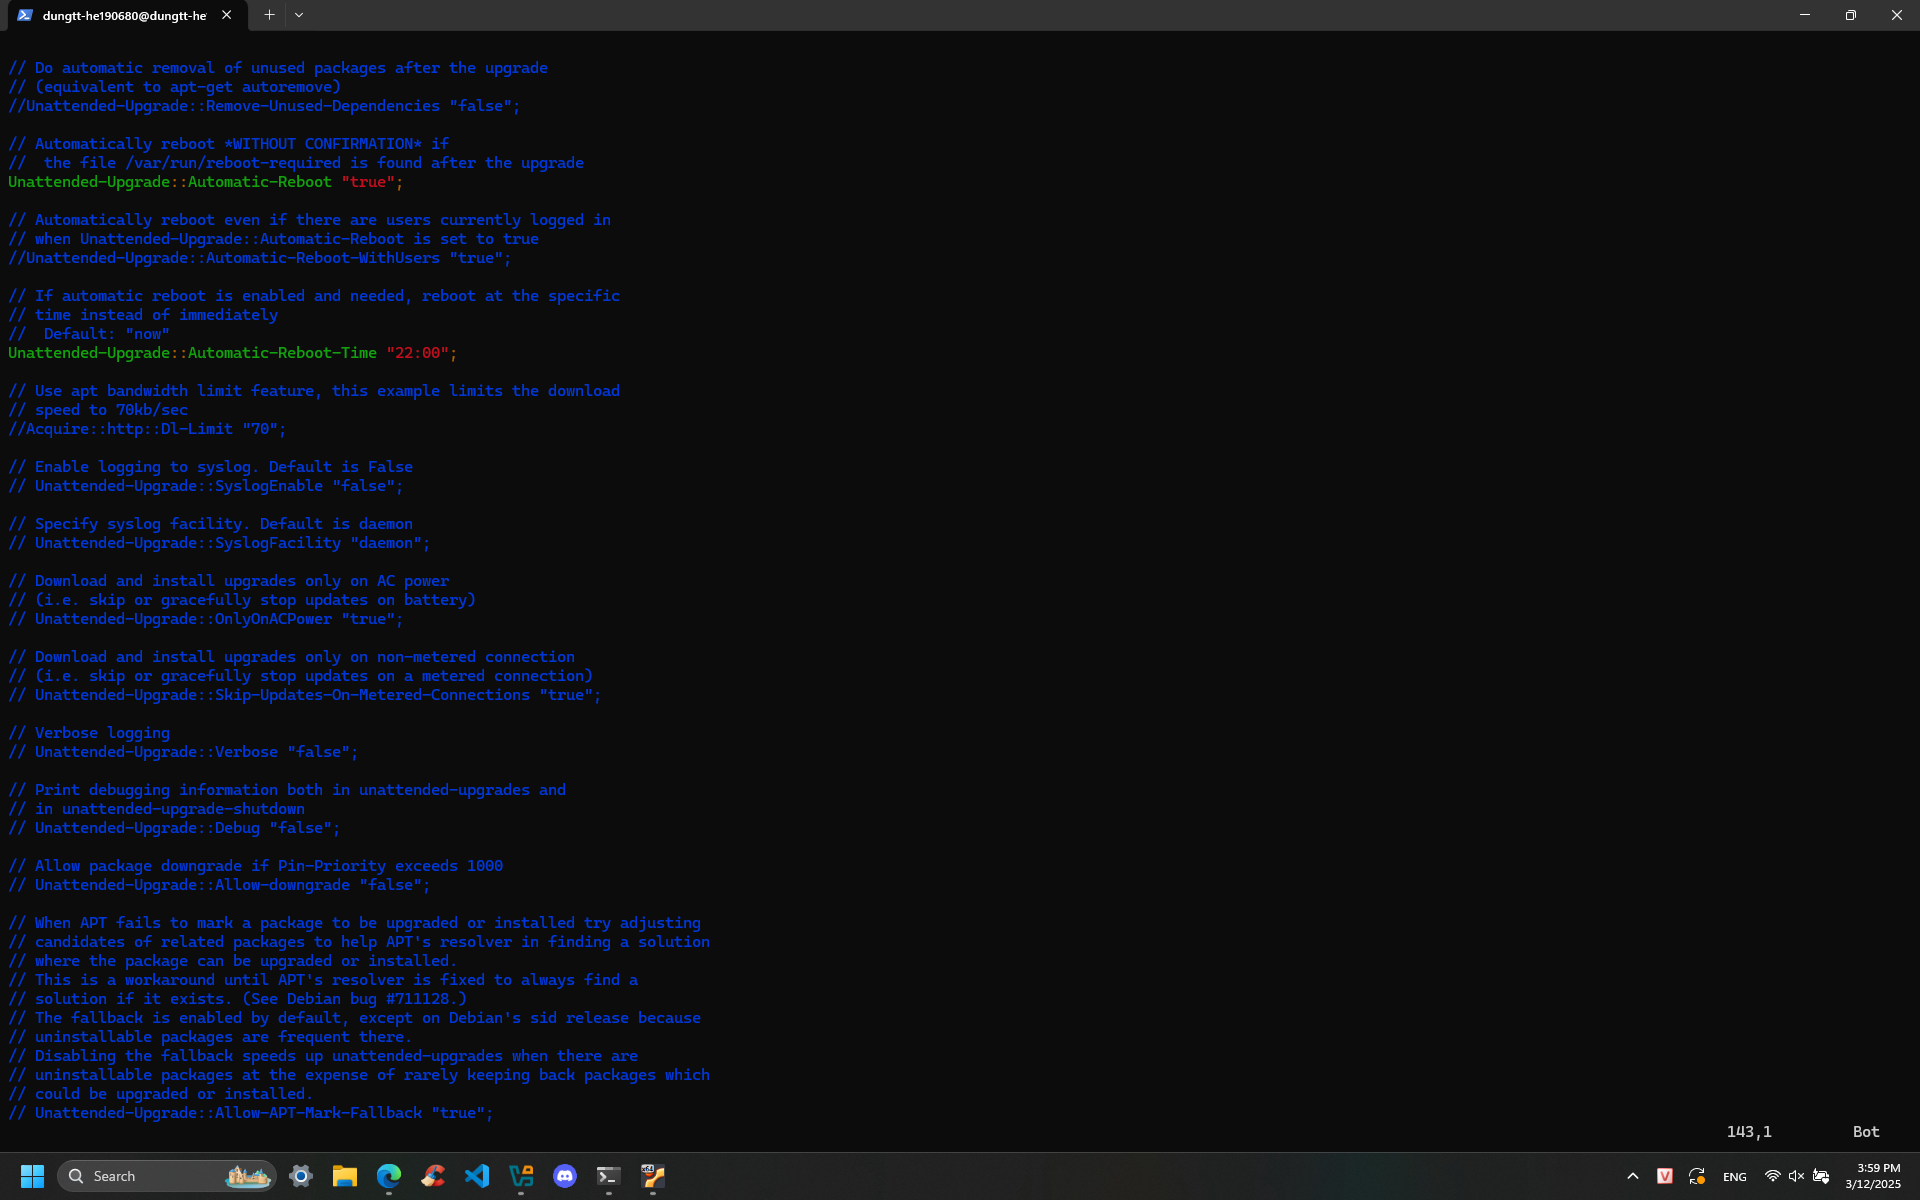 dungtt-he190680@dungtt-he
// Do automatic removal of unused packages after the upgrade
// (equivalent to apt-get autoremove)
//Unattended-Upgrade::Remove-Unused-Dependencies "false";
// Automatically reboot *WITHOUT CONFIRMATION* if
//  the file /var/run/reboot-required is found after the upgrade
Unattended-Upgrade::Automatic-Reboot "true";
// Automatically reboot even if there are users currently logged in
// when Unattended-Upgrade::Automatic-Reboot is set to true
//Unattended-Upgrade::Automatic-Reboot-WithUsers "true";
// If automatic reboot is enabled and needed, reboot at the specific
// time instead of immediately
//  Default: "now"
Unattended-Upgrade::Automatic-Reboot-Time "22:00";
// Use apt bandwidth limit feature, this example limits the download
// speed to 70kb/sec
//Acquire::http::Dl-Limit "70";
// Enable logging to syslog. Default is False
// Unattended-Upgrade::SyslogEnable "false";
// Specify syslog facility. Default is daemon
// Unattended-Upgrade::SyslogFacility "daemon";
// Download and install upgrades only on AC power
// (i.e. skip or gracefully stop updates on battery)
// Unattended-Upgrade::OnlyOnACPower "true";
// Download and install upgrades only on non-metered connection
// (i.e. skip or gracefully stop updates on a metered connection)
// Unattended-Upgrade::Skip-Updates-On-Metered-Connections "true";
// Verbose logging
// Unattended-Upgrade::Verbose "false";
// Print debugging information both in unattended-upgrades and
// in unattended-upgrade-shutdown
// Unattended-Upgrade::Debug "false";
// Allow package downgrade if Pin-Priority exceeds 1000
// Unattended-Upgrade::Allow-downgrade "false";
// When APT fails to mark a package to be upgraded or installed try adjusting
// candidates of related packages to help APT's resolver in finding a solution
// where the package can be upgraded or installed.
// This is a workaround until APT's resolver is fixed to always find a
// solution if it exists. (See Debian bug #711128.)
// The fallback is enabled by default, except on Debian's sid release because
// uninstallable packages are frequent there.
// Disabling the fallback speeds up unattended-upgrades when there are
// uninstallable packages at the expense of rarely keeping back packages which
// could be upgraded or installed.
// Unattended-Upgrade::Allow-APT-Mark-Fallback "true";
143,1 Bot
Search
V
ENG
3:59 PM
3/12/2025